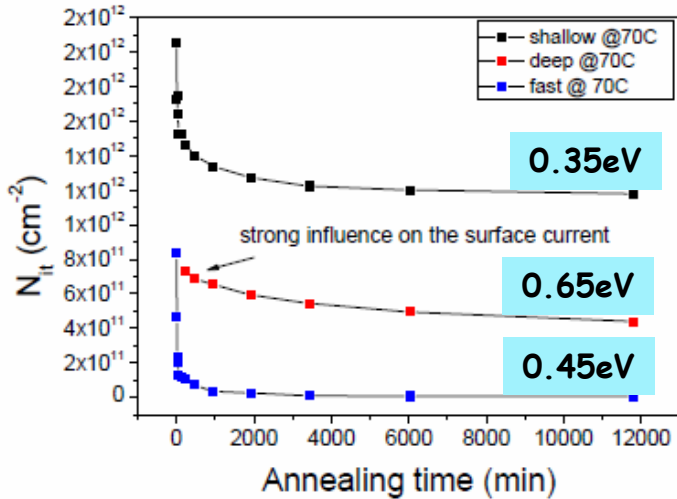 2x10¹²
2x10¹²
2x10¹²
2x10¹²
1x10¹²
1x10¹²
1x10¹²
8x10¹¹
6x10¹¹
4x10¹¹
2x10¹¹
0
N_it (cm⁻²)
shallow @70C
deep @70C
fast @ 70C
0.35eV
strong influence on the surface current
0.65eV
0.45eV
0 2000 4000 6000 8000 10000 12000
Annealing time (min)